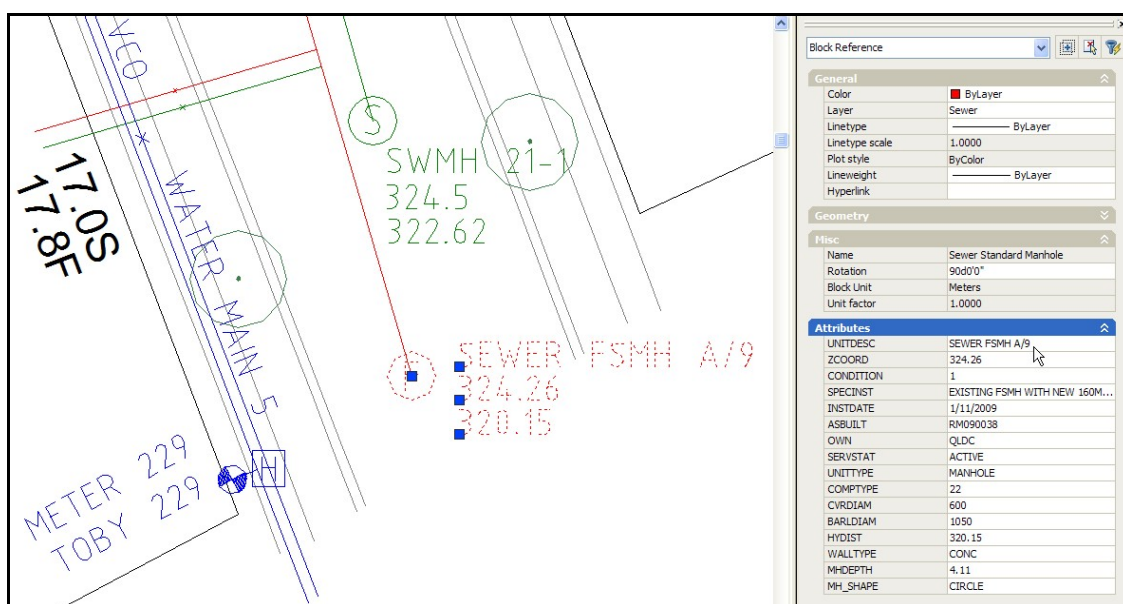 VCO
WATER MAIN 5
17.0S
17.8F
S
SWMH 21-1
324.5
322.62
F
SEWER FSMH A/9
324.26
320.15
H
METER 229
TOBY 229
Block Reference
General
Color ByLayer
Layer Sewer
Linetype ByLayer
Linetype scale 1.0000
Plot style ByColor
Lineweight ByLayer
Hyperlink
Geometry
Misc
Name Sewer Standard Manhole
Rotation 90d0'0"
Block Unit Meters
Unit factor 1.0000
Attributes
UNITDESC SEWER FSMH A/9
ZCOORD 324.26
CONDITION 1
SPECINST EXISTING FSMH WITH NEW 160M...
INSTDATE 1/11/2009
ASBUILT RM090038
OWN QLDC
SERVSTAT ACTIVE
UNITTYPE MANHOLE
COMPTYPE 22
CVRDIAM 600
BARLDIAM 1050
HYDIST 320.15
WALLTYPE CONC
MHDEPTH 4.11
MH_SHAPE CIRCLE